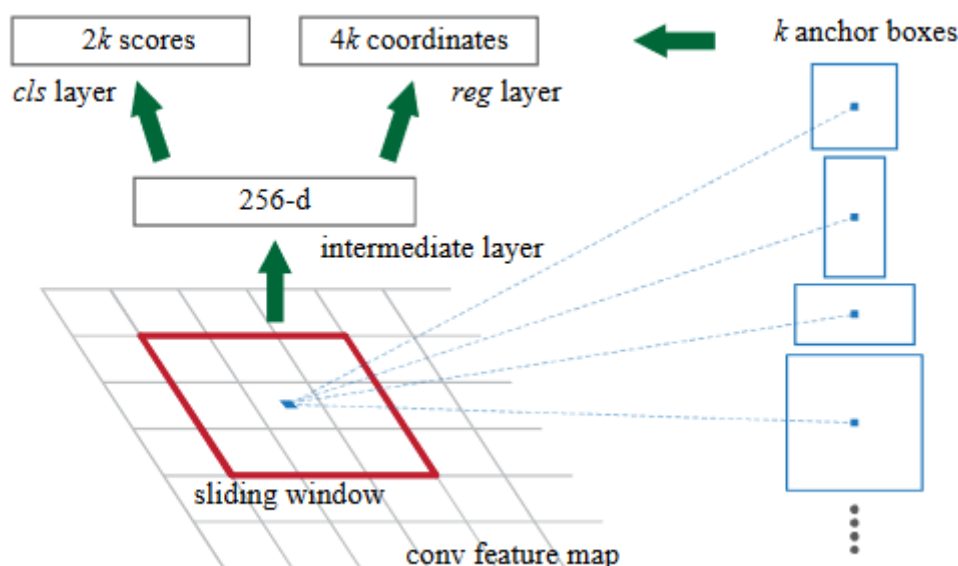 2k scores
4k coordinates
k anchor boxes
cls layer
reg layer
256-d
intermediate layer
sliding window
conv feature map